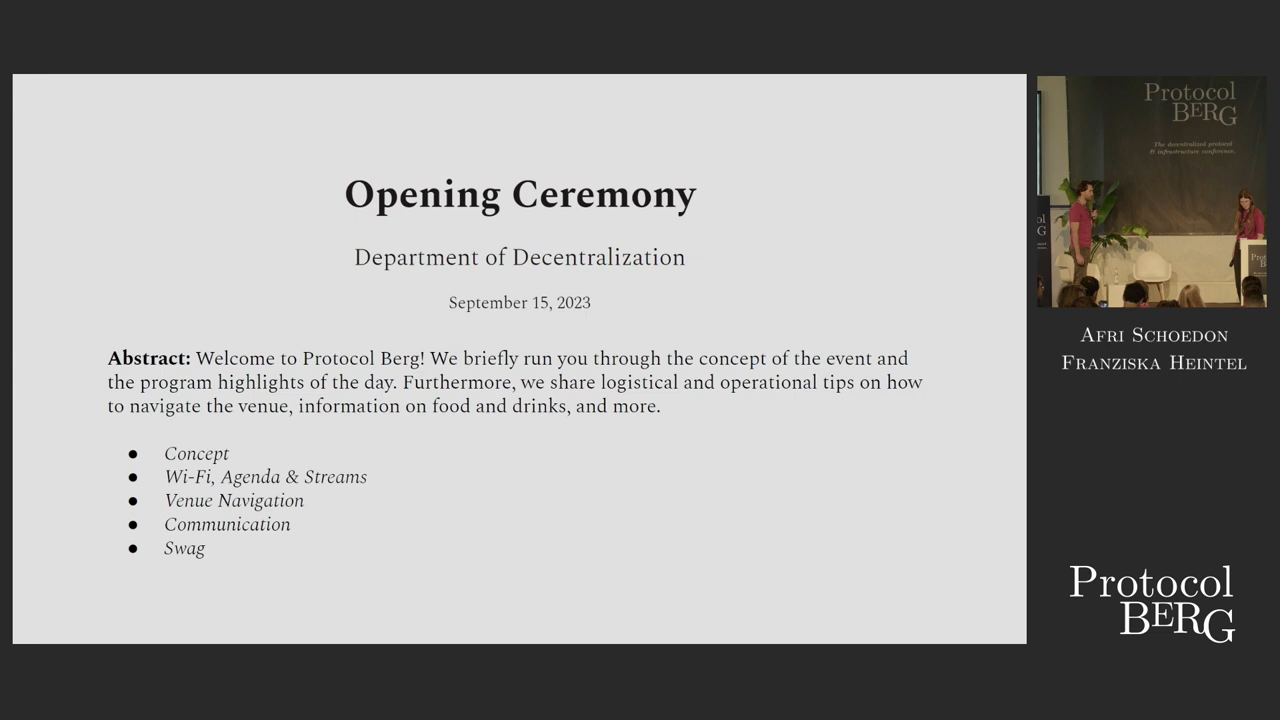 Opening Ceremony
Department of Decentralization
September 15, 2023
Abstract: Welcome to Protocol Berg! We briefly run you through the concept of the event and
the program highlights of the day. Furthermore, we share logistical and operational tips on how
to navigate the venue, information on food and drinks, and more.
● Concept
● Wi-Fi, Agenda & Streams
● Venue Navigation
● Communication
● Swag
Protocol
BERG
The decentralized protocol
& infrastructure conference.
AFRI SCHOEDON
FRANZISKA HEINTEL
Protocol
BERG